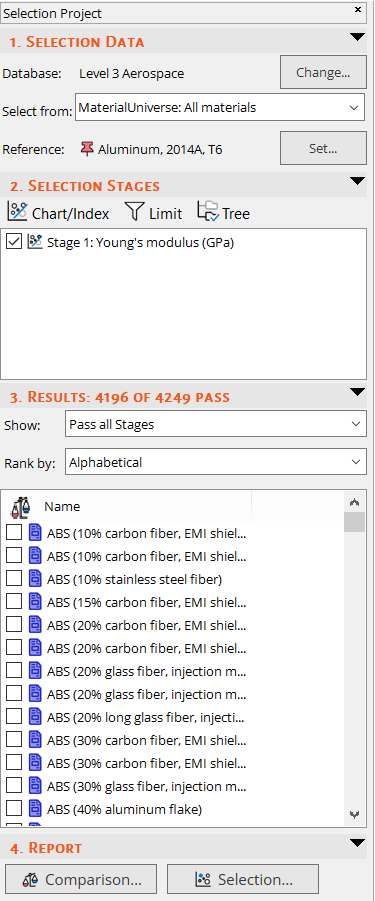 Selection Project
1. Selection Data
Database: Level 3 Aerospace
Change...
Select from: MaterialUniverse: All materials
Reference: Aluminum, 2014A, T6
Set...
2. Selection Stages
Chart/Index Limit Tree
Stage 1: Young's modulus (GPa)
3. Results: 4196 of 4249 pass
Show: Pass all Stages
Rank by: Alphabetical
Name
ABS (10% carbon fiber, EMI shiel...
ABS (10% carbon fiber, EMI shiel...
ABS (10% stainless steel fiber)
ABS (15% carbon fiber, EMI shiel...
ABS (20% carbon fiber, EMI shiel...
ABS (20% carbon fiber, EMI shiel...
ABS (20% glass fiber, injection m...
ABS (20% glass fiber, injection m...
ABS (20% long glass fiber, injecti...
ABS (30% carbon fiber, EMI shiel...
ABS (30% carbon fiber, EMI shiel...
ABS (30% glass fiber, injection m...
ABS (40% aluminum flake)
4. Report
Comparison... Selection...